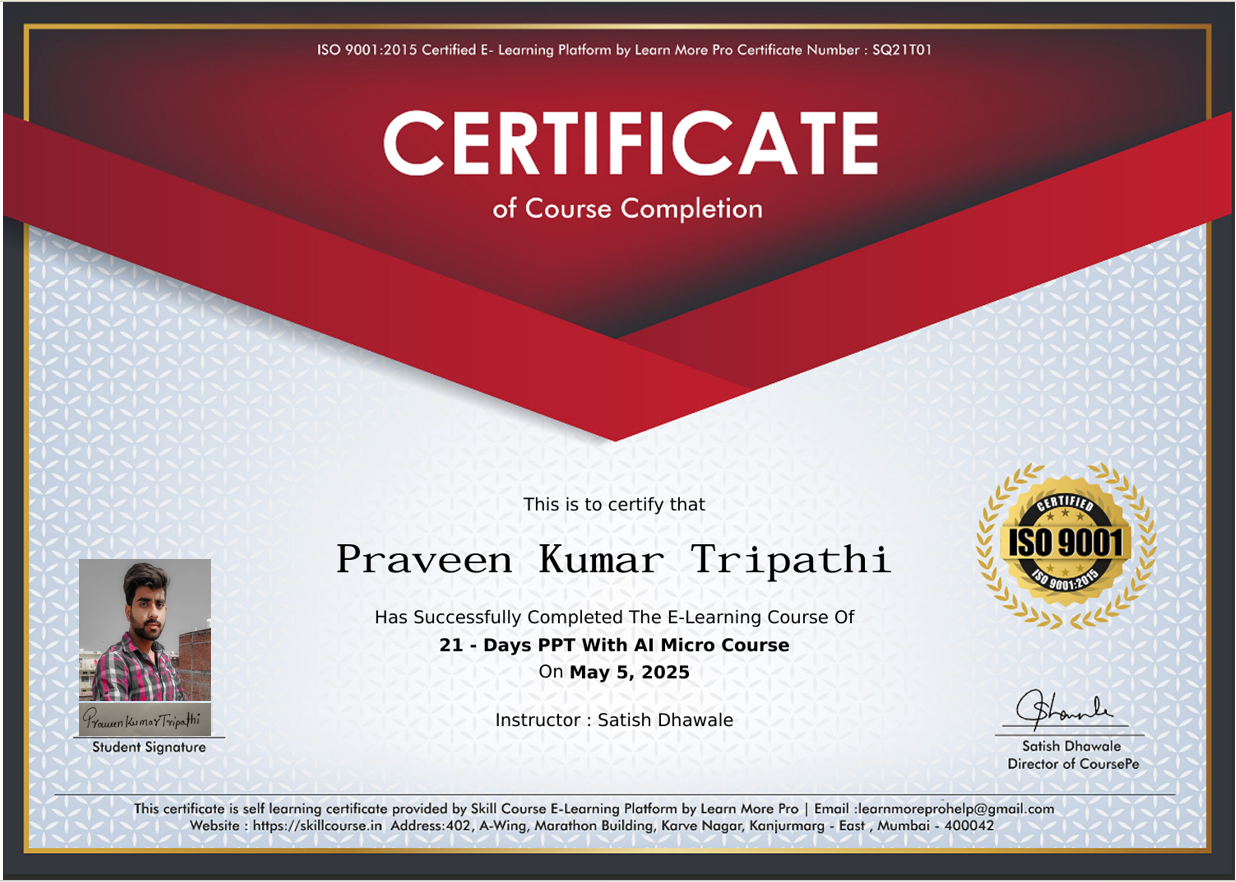 ISO 9001:2015 Certified E- Learning Platform by Learn More Pro Certificate Number : SQ21T01
CERTIFICATE
of Course Completion
This is to certify that
Praveen Kumar Tripathi
Has Successfully Completed The E-Learning Course Of
21 - Days PPT With AI Micro Course
On May 5, 2025
Instructor : Satish Dhawale
CERTIFIED
ISO 9001
ISO 9001:2015
Praveen Kumar Tripathi
Student Signature
Satish Dhawale
Director of CoursePe
This certificate is self learning certificate provided by Skill Course E-Learning Platform by Learn More Pro | Email :learnmoreprohelp@gmail.com
Website : https://skillcourse.in Address:402, A-Wing, Marathon Building, Karve Nagar, Kanjurmarg - East , Mumbai - 400042